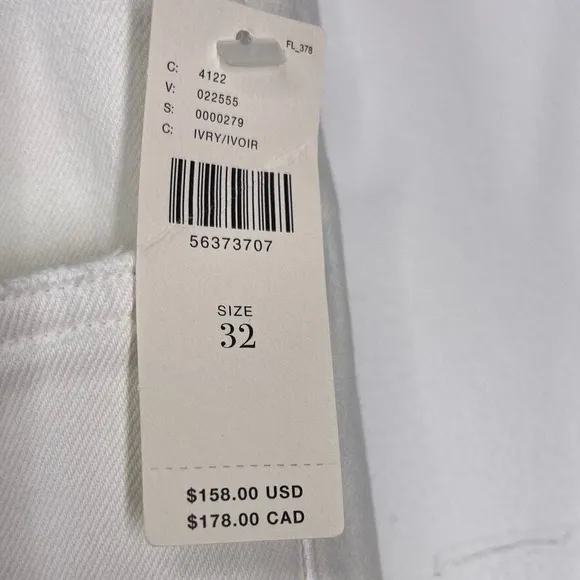 FL_378
C: 4122
V: 022555
S: 0000279
C: IVRY/IVOIR
56373707
SIZE
32
$158.00 USD
$178.00 CAD